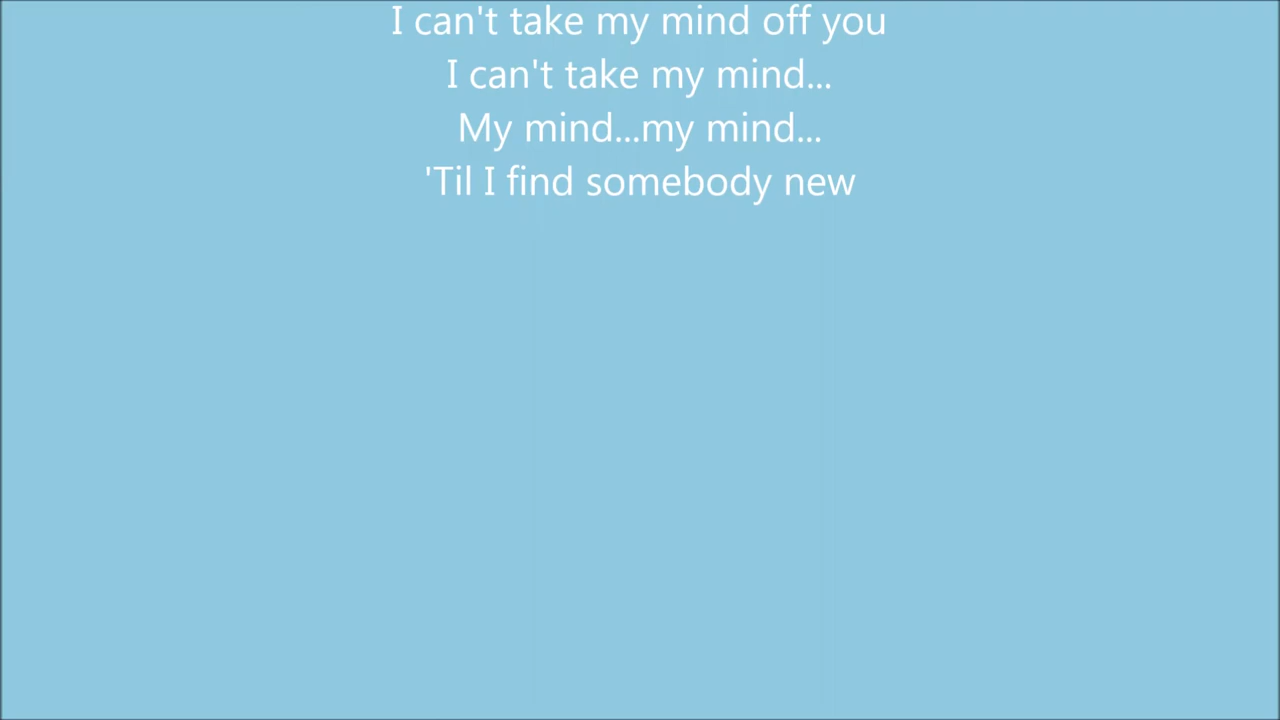 I can't take my mind off you
I can't take my mind...
My mind...my mind...
'Til I find somebody new